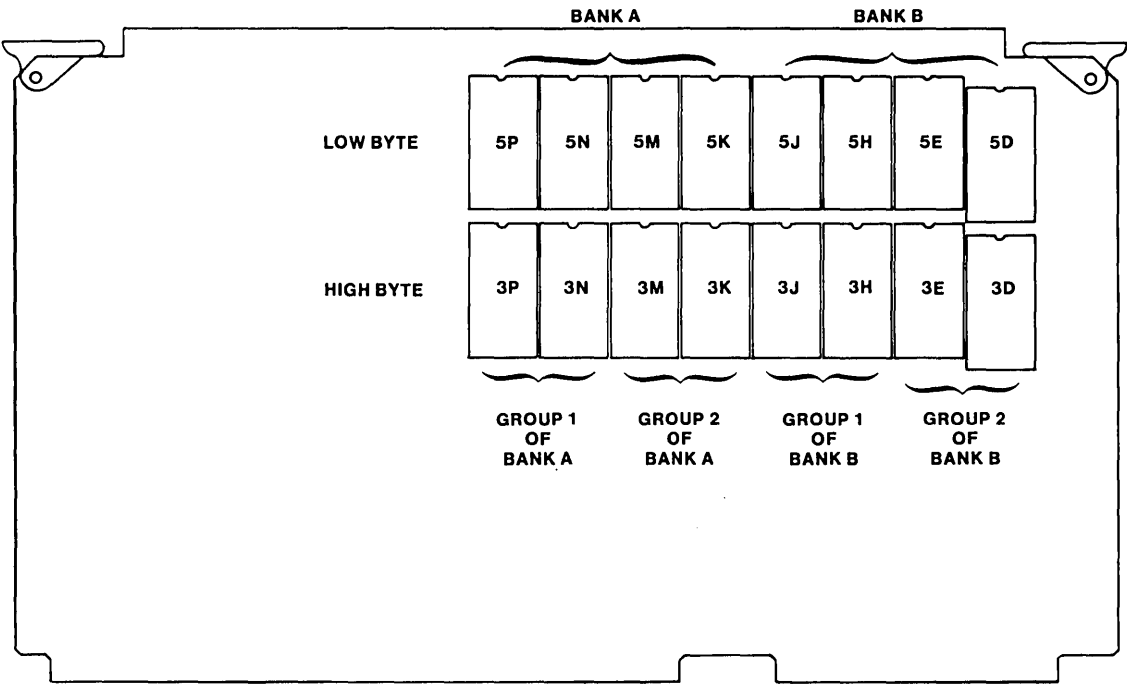 BANK A BANK B
LOW BYTE 5P 5N 5M 5K 5J 5H 5E 5D
HIGH BYTE 3P 3N 3M 3K 3J 3H 3E 3D
GROUP 1
OF
BANK A
GROUP 2
OF
BANK A
GROUP 1
OF
BANK B
GROUP 2
OF
BANK B